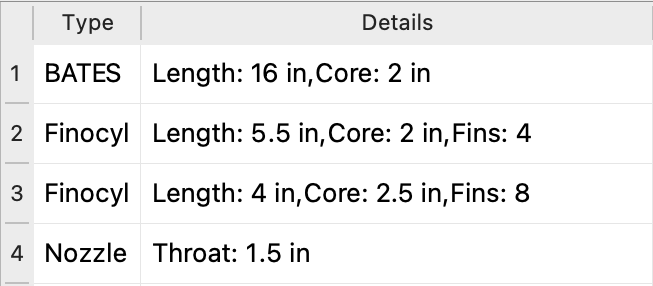 Type Details
1 BATES Length: 16 in,Core: 2 in
2 Finocyl Length: 5.5 in,Core: 2 in,Fins: 4
3 Finocyl Length: 4 in,Core: 2.5 in,Fins: 8
4 Nozzle Throat: 1.5 in